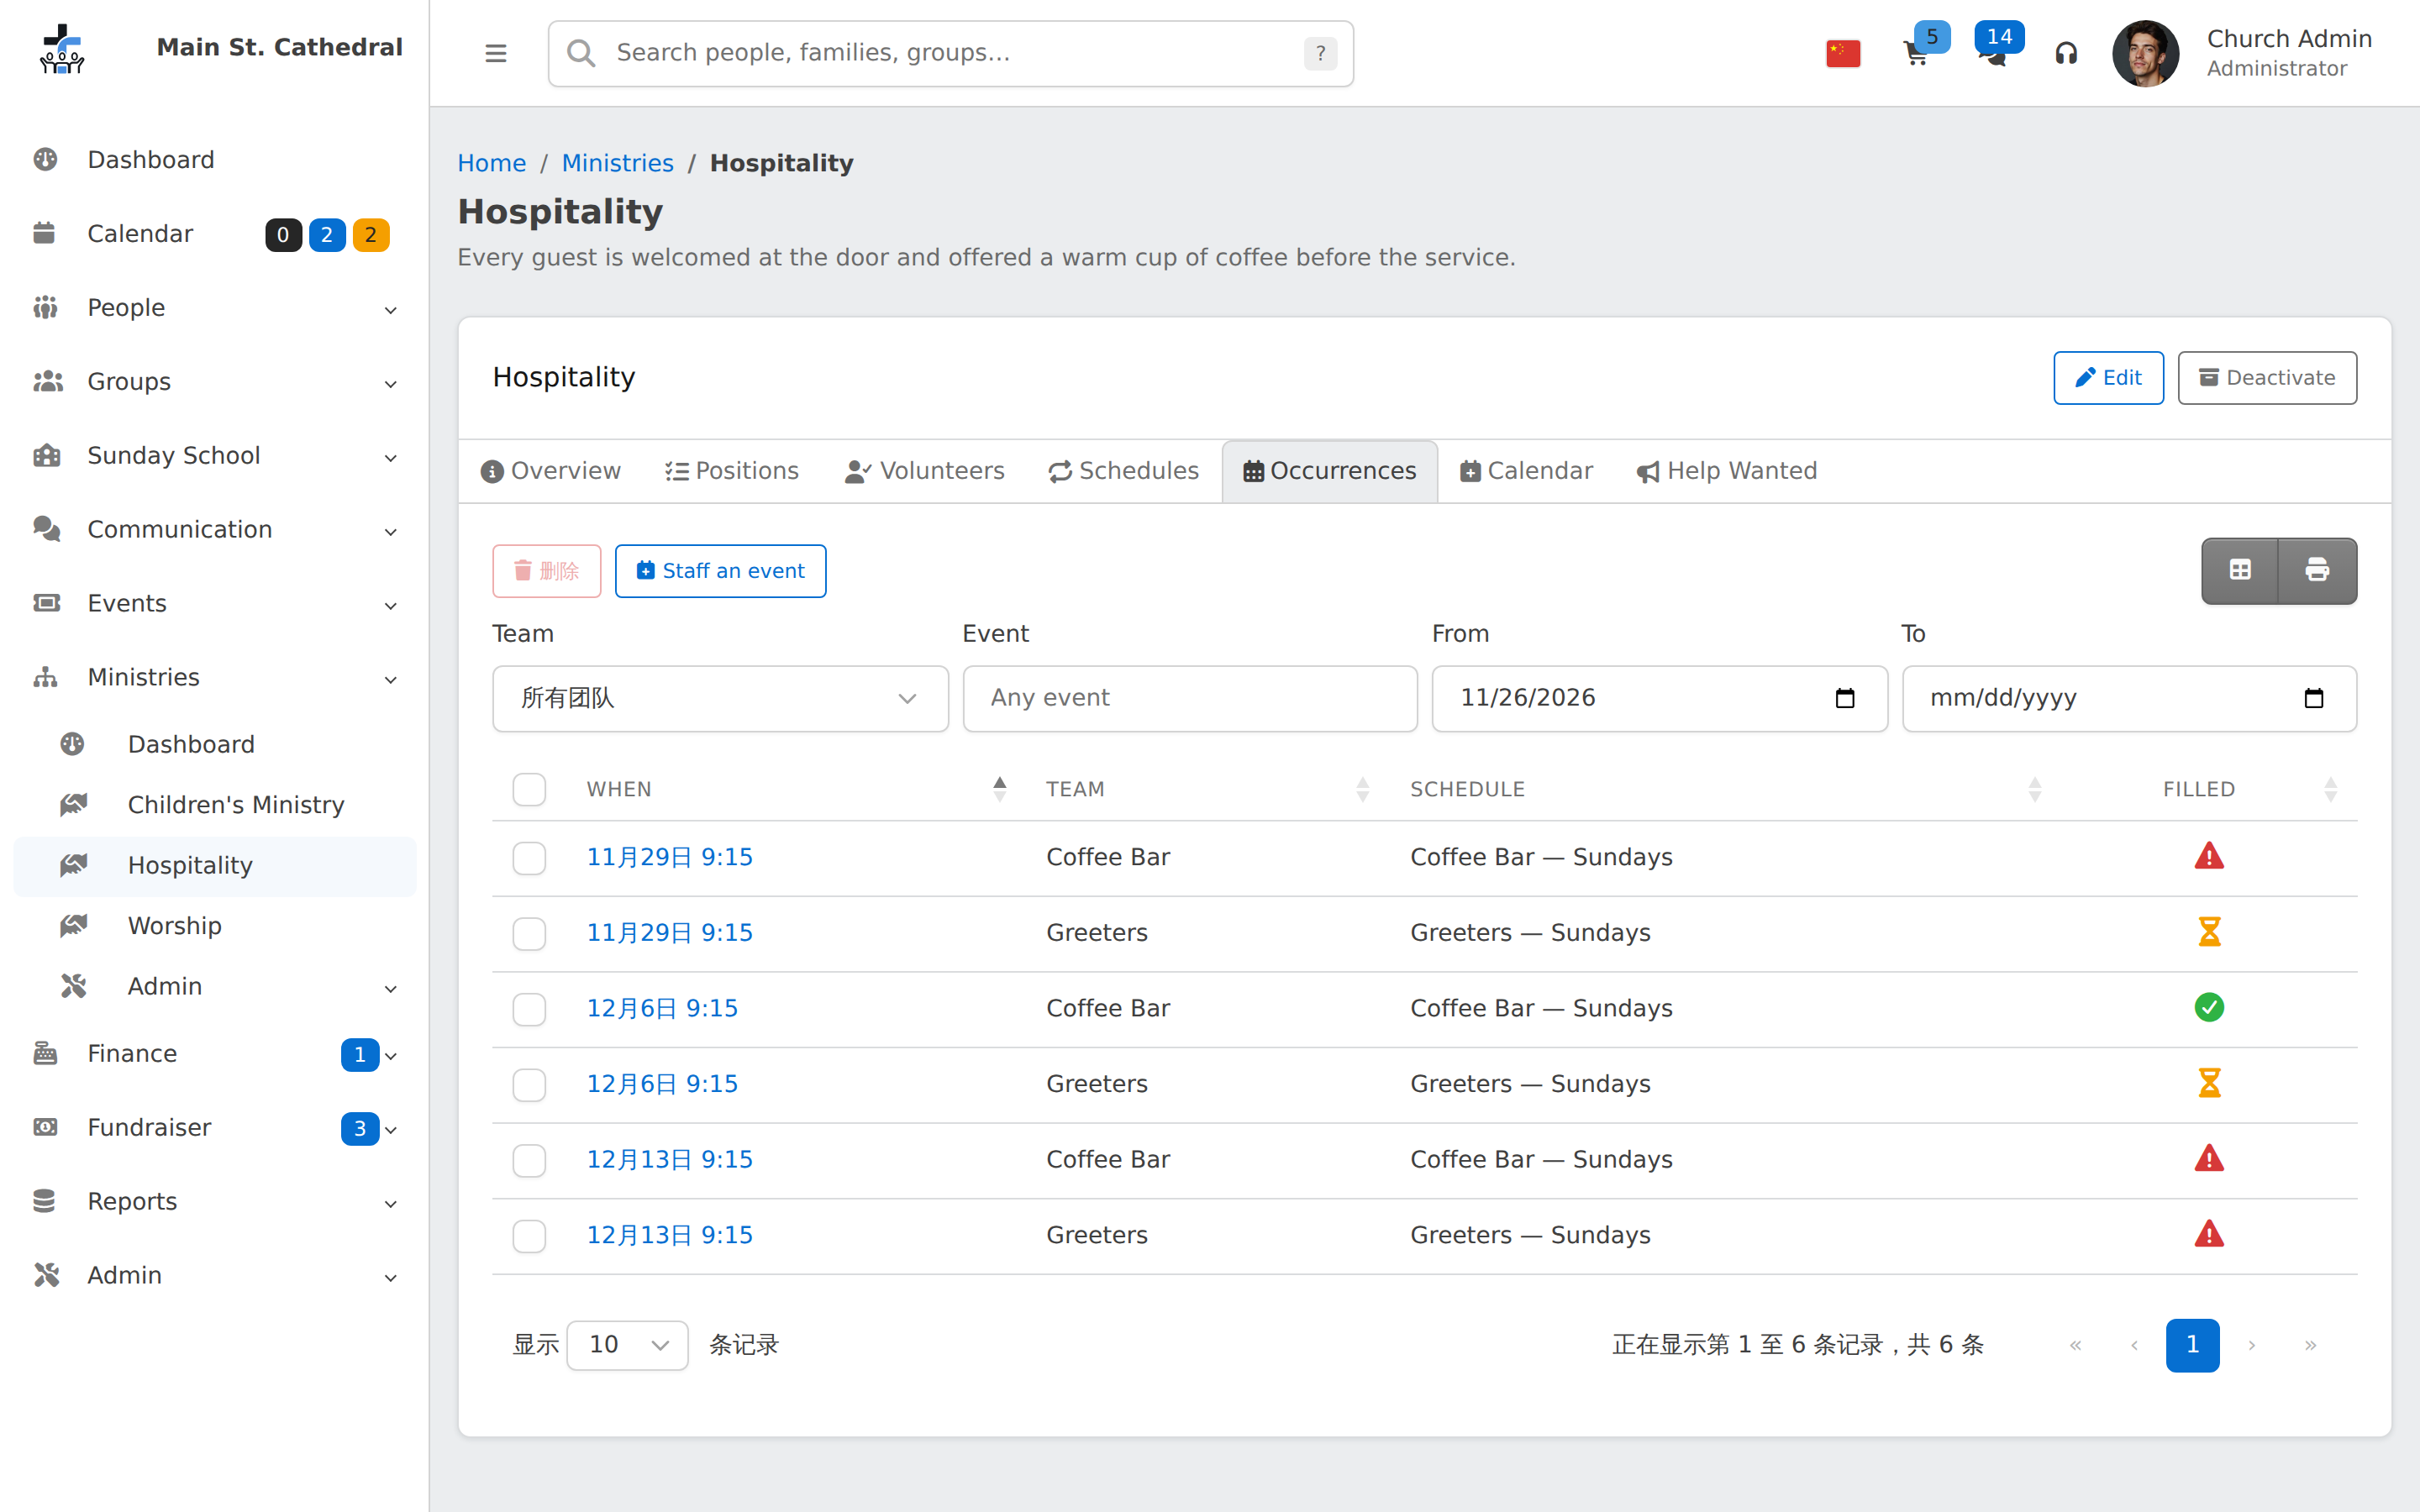 Main St. Cathedral
Search people, families, groups...
?
5
14
Church Admin
Administrator
Dashboard
Calendar
0
2
2
People
Groups
Sunday School
Communication
Events
Ministries
Dashboard
Children's Ministry
Hospitality
Worship
Admin
Finance
1
Fundraiser
3
Reports
Admin
Home / Ministries / Hospitality
Hospitality
Every guest is welcomed at the door and offered a warm cup of coffee before the service.
Hospitality
Edit
Deactivate
Overview
Positions
Volunteers
Schedules
Occurrences
Calendar
Help Wanted
删除
Staff an event
Team
Event
From
To
所有团队
Any event
11/26/2026
mm/dd/yyyy
WHEN
TEAM
SCHEDULE
FILLED
11月29日 9:15
Coffee Bar
Coffee Bar — Sundays
11月29日 9:15
Greeters
Greeters — Sundays
12月6日 9:15
Coffee Bar
Coffee Bar — Sundays
12月6日 9:15
Greeters
Greeters — Sundays
12月13日 9:15
Coffee Bar
Coffee Bar — Sundays
12月13日 9:15
Greeters
Greeters — Sundays
显示 10 条记录
正在显示第 1 至 6 条记录，共 6 条
« ‹ 1 › »